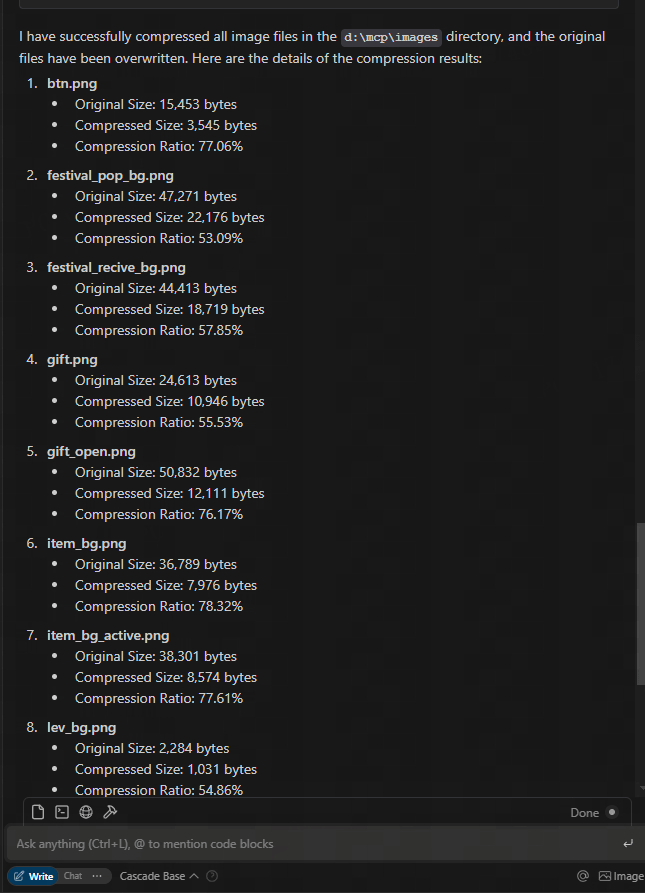 I have successfully compressed all image files in the d:\mcp\images directory, and the original
files have been overwritten. Here are the details of the compression results:
1. btn.png
• Original Size: 15,453 bytes
• Compressed Size: 3,545 bytes
• Compression Ratio: 77.06%
2. festival_pop_bg.png
• Original Size: 47,271 bytes
• Compressed Size: 22,176 bytes
• Compression Ratio: 53.09%
3. festival_recive_bg.png
• Original Size: 44,413 bytes
• Compressed Size: 18,719 bytes
• Compression Ratio: 57.85%
4. gift.png
• Original Size: 24,613 bytes
• Compressed Size: 10,946 bytes
• Compression Ratio: 55.53%
5. gift_open.png
• Original Size: 50,832 bytes
• Compressed Size: 12,111 bytes
• Compression Ratio: 76.17%
6. item_bg.png
• Original Size: 36,789 bytes
• Compressed Size: 7,976 bytes
• Compression Ratio: 78.32%
7. item_bg_active.png
• Original Size: 38,301 bytes
• Compressed Size: 8,574 bytes
• Compression Ratio: 77.61%
8. lev_bg.png
• Original Size: 2,284 bytes
• Compressed Size: 1,031 bytes
• Compression Ratio: 54.86%
Done
Ask anything (Ctrl+L), @ to mention code blocks
Write Chat ... Cascade Base Image